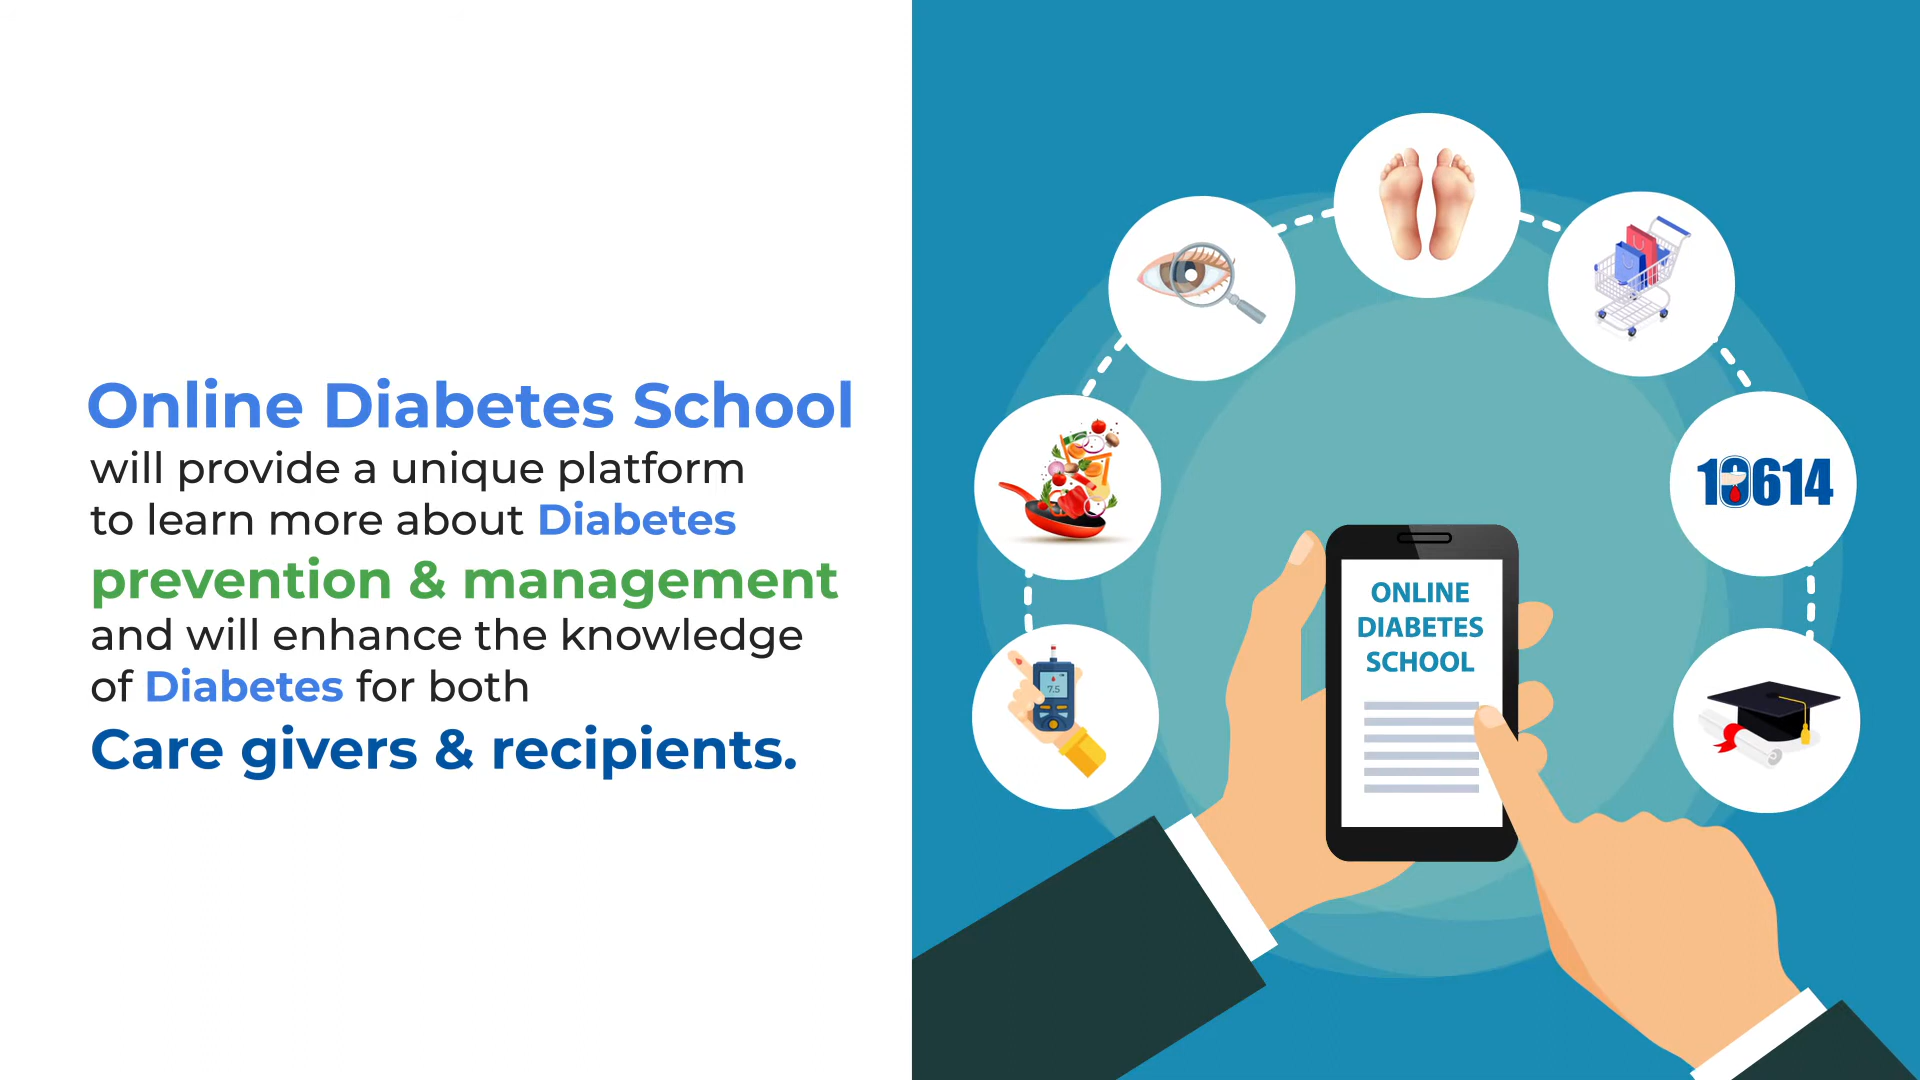 Online Diabetes School
will provide a unique platform
to learn more about Diabetes
prevention & management
and will enhance the knowledge
of Diabetes for both
Care givers & recipients.
10614
ONLINE
DIABETES
SCHOOL
7.5